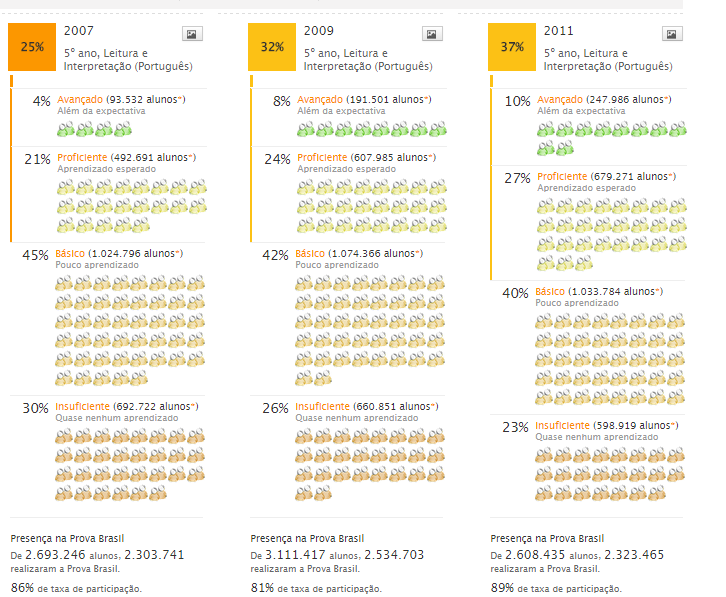 25%
2007
5º ano, Leitura e
Interpretação (Português)
4% Avançado (93.532 alunos*)
Além da expectativa
21% Proficiente (492.691 alunos*)
Aprendizado esperado
45% Básico (1.024.796 alunos*)
Pouco aprendizado
30% Insuficiente (692.722 alunos*)
Quase nenhum aprendizado
Presença na Prova Brasil
De 2.693.246 alunos, 2.303.741
realizaram a Prova Brasil.
86% de taxa de participação.
32%
2009
5º ano, Leitura e
Interpretação (Português)
8% Avançado (191.501 alunos*)
Além da expectativa
24% Proficiente (607.985 alunos*)
Aprendizado esperado
42% Básico (1.074.366 alunos*)
Pouco aprendizado
26% Insuficiente (660.851 alunos*)
Quase nenhum aprendizado
Presença na Prova Brasil
De 3.111.417 alunos, 2.534.703
realizaram a Prova Brasil.
81% de taxa de participação.
37%
2011
5º ano, Leitura e
Interpretação (Português)
10% Avançado (247.986 alunos*)
Além da expectativa
27% Proficiente (679.271 alunos*)
Aprendizado esperado
40% Básico (1.033.784 alunos*)
Pouco aprendizado
23% Insuficiente (598.919 alunos*)
Quase nenhum aprendizado
Presença na Prova Brasil
De 2.608.435 alunos, 2.323.465
realizaram a Prova Brasil.
89% de taxa de participação.